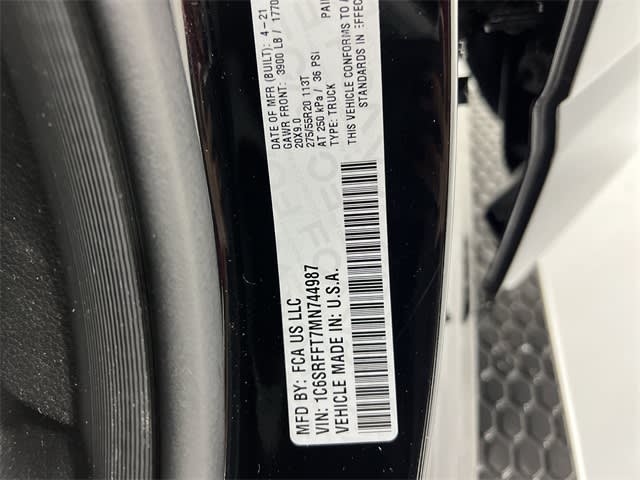 MFD BY: FCA US LLC
DATE OF MFR (BUILT): 4-21
GAWR FRONT: 3900 LB / 1770
20X9.0
275/55R20 113T
AT 250 kPa / 36 PSI
TYPE: TRUCK
PAI
THIS VEHICLE CONFORMS TO A
STANDARDS IN EFFEC
VIN: 1C6SRFFT7MN744987
VEHICLE MADE IN: U.S.A.